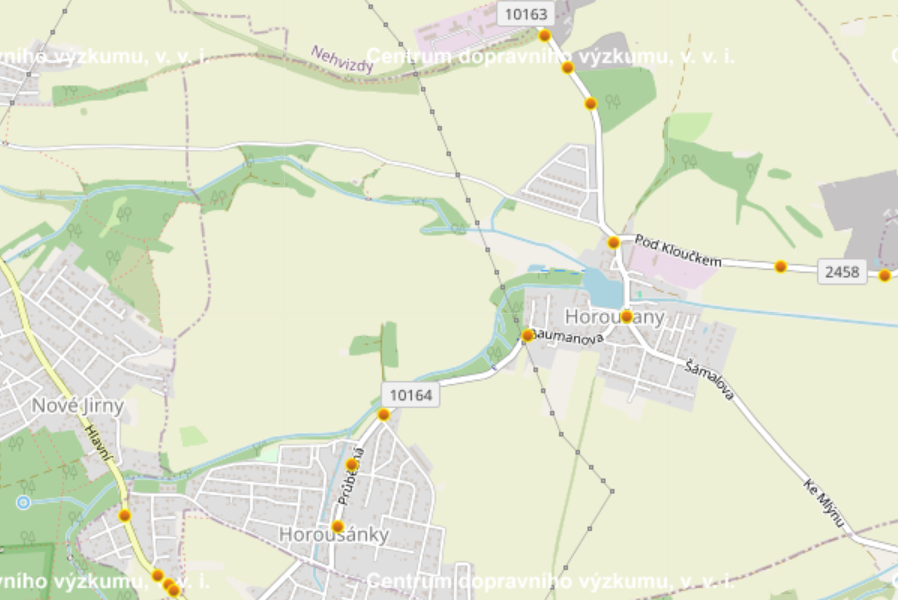 10163
vního výzkumu, v. v. i.
Nehvizdy
Centrum dopravního výzkumu, v. v. i.
C
Pod Kloučkem
2458
Horoušany
Baumanova
Šámalova
10164
Nové Jirny
Hlavní
Průběžná
Ke Mlýnu
Horoušánky
vního výzkumu, v. v. i.
Centrum dopravního výzkumu, v. v. i.
C